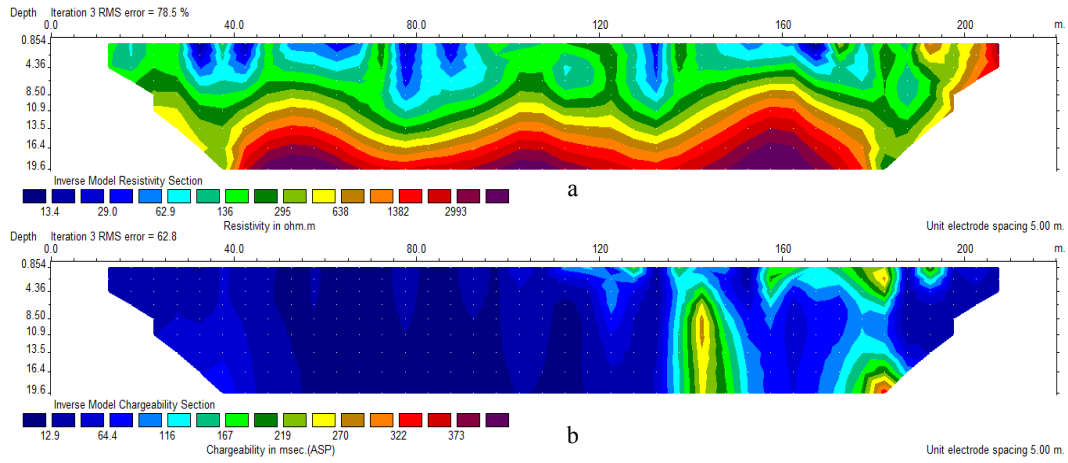 Depth Iteration 3 RMS error = 78.5 %
0.0 40.0 80.0 120 160 200 m.
0.854
4.36
8.50
10.9
13.5
16.4
19.6
Inverse Model Resistivity Section
13.4 29.0 62.9 136 295 638 1382 2993
Resistivity in ohm.m
a
Unit electrode spacing 5.00 m.
Depth Iteration 3 RMS error = 62.8
0.0 40.0 80.0 120 160 200 m.
0.854
4.36
8.50
10.9
13.5
16.4
19.6
Inverse Model Chargeability Section
12.9 64.4 116 167 219 270 322 373
Chargeability in msec.(ASP)
b
Unit electrode spacing 5.00 m.